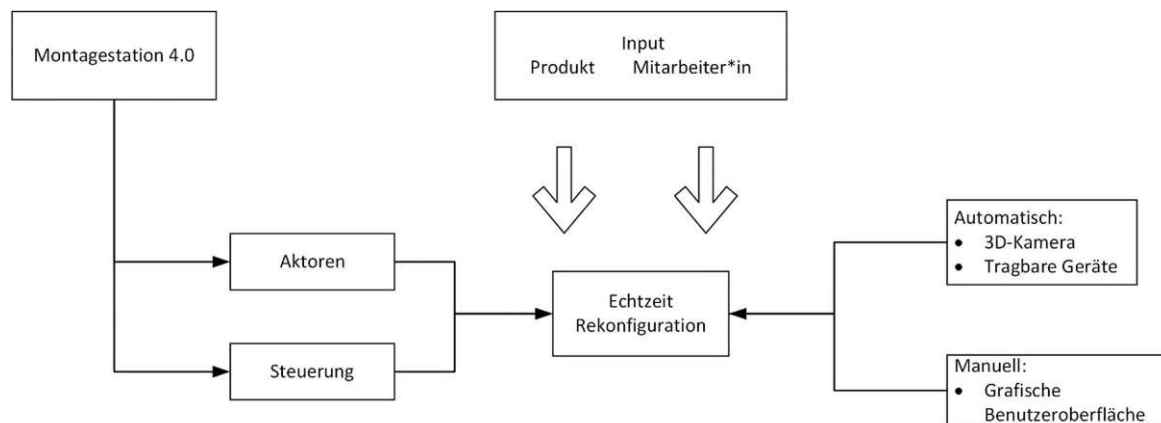 Montagestation 4.0
Input
Produkt Mitarbeiter*in
Aktoren
Steuerung
Echtzeit
Rekonfiguration
Automatisch:
• 3D-Kamera
• Tragbare Geräte
Manuell:
• Grafische
Benutzeroberfläche